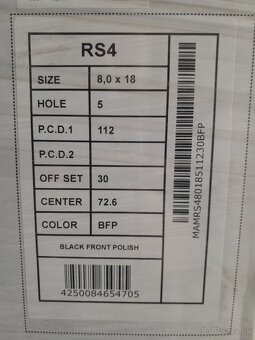 RS4
SIZE 8,0 x 18
HOLE 5
P.C.D.1 112
P.C.D.2
OFF SET 30
CENTER 72.6
COLOR BFP
BLACK FRONT POLISH
4250084654705
MAMRS48018511230BFP